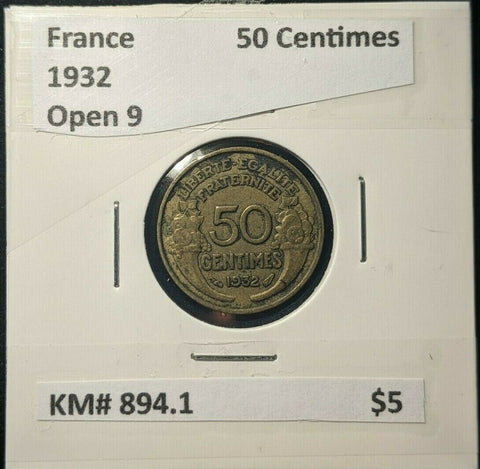 France 50 Centimes
1932
Open 9
LIBERTE·EGALITE
FRATERNITE
50
CENTIMES
1932
KM# 894.1 $5